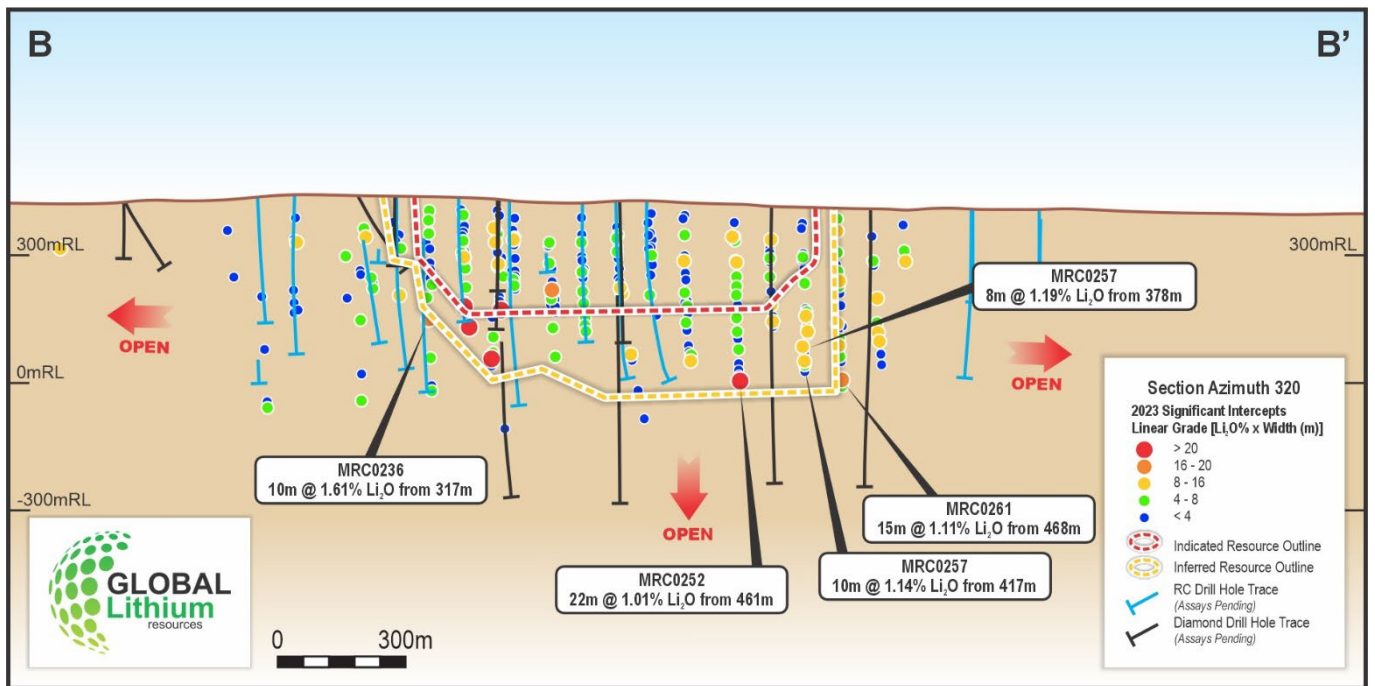 B
B'
300mRL
300mRL
MRC0257
8m @ 1.19% Li₂O from 378m
OPEN
OPEN
0mRL
MRC0236
10m @ 1.61% Li₂O from 317m
-300mRL
OPEN
MRC0261
15m @ 1.11% Li₂O from 468m
MRC0257
10m @ 1.14% Li₂O from 417m
MRC0252
22m @ 1.01% Li₂O from 461m
Section Azimuth 320
2023 Significant Intercepts
Linear Grade [Li₂O% x Width (m)]
> 20
16 - 20
8 - 16
4 - 8
< 4
Indicated Resource Outline
Inferred Resource Outline
RC Drill Hole Trace
(Assays Pending)
Diamond Drill Hole Trace
(Assays Pending)
GLOBAL
Lithium
resources
0 300m